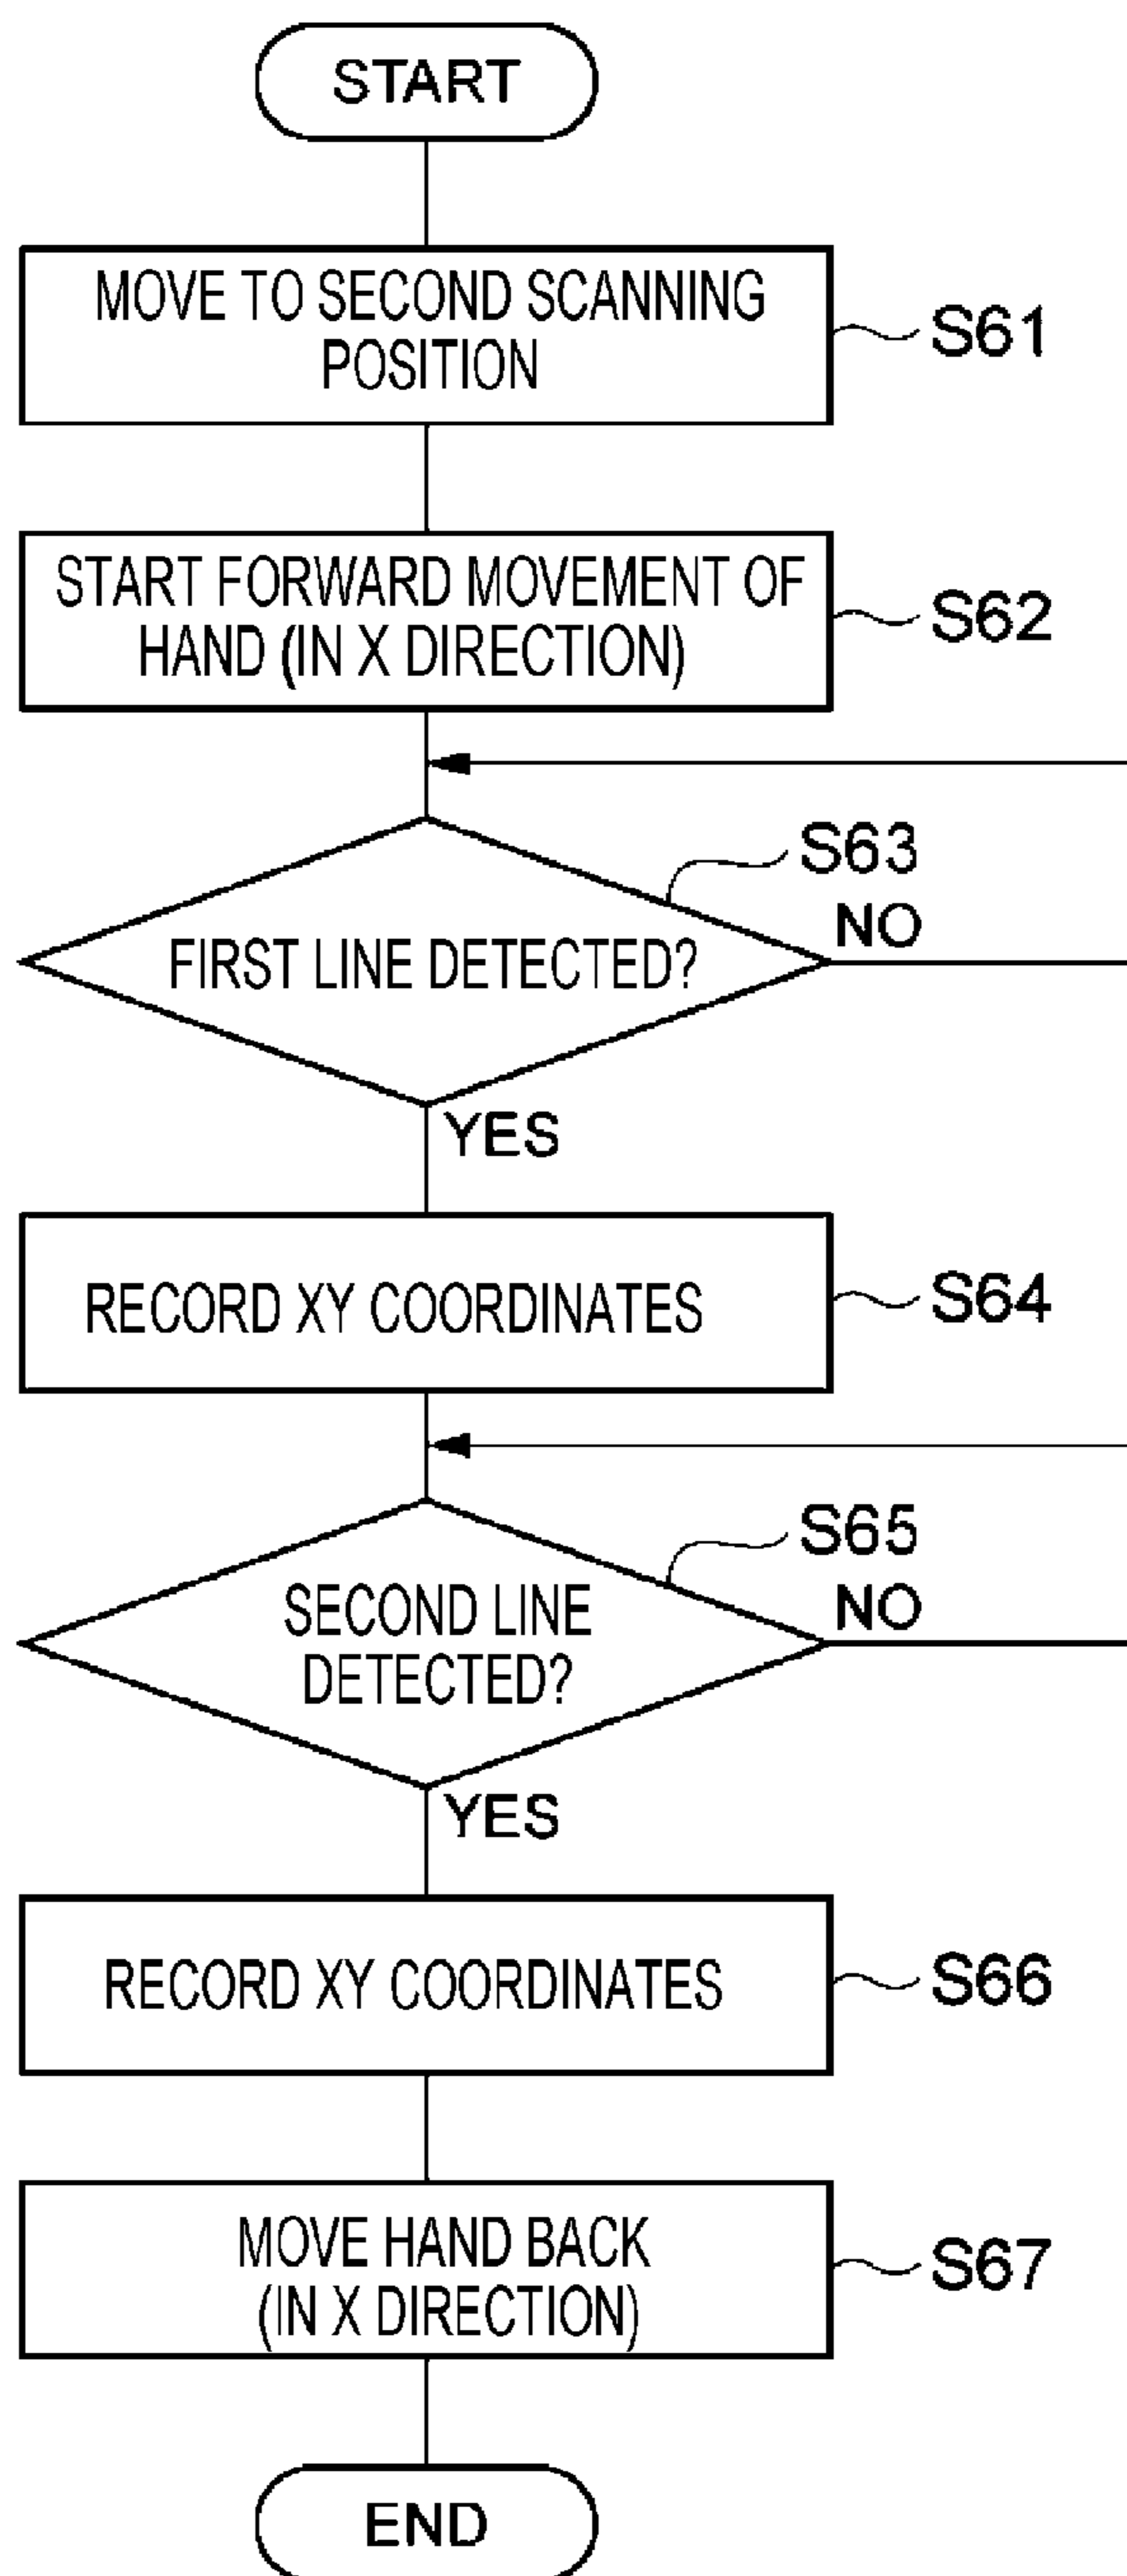 START
MOVE TO SECOND SCANNING
POSITION
S61
START FORWARD MOVEMENT OF
HAND (IN X DIRECTION)
S62
S63
NO
FIRST LINE DETECTED?
YES
RECORD XY COORDINATES
S64
S65
NO
SECOND LINE
DETECTED?
YES
RECORD XY COORDINATES
S66
MOVE HAND BACK
(IN X DIRECTION)
S67
END